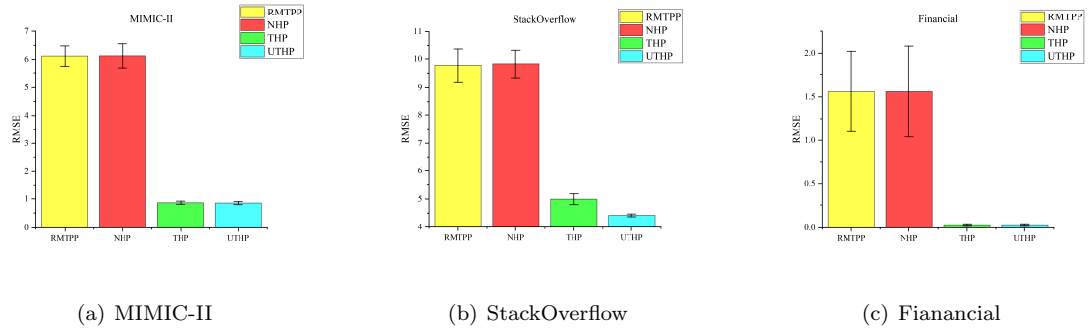 MIMIC-II
RMTPP
NHP
THP
UTHP
7
6
5
4
3
2
1
0
RMSE
RMTPP
NHP
THP
UTHP
(a) MIMIC-II
StackOverflow
RMTPP
NHP
THP
UTHP
11
10
9
8
7
6
5
4
RMSE
RMTPP
NHP
THP
UTHP
(b) StackOverflow
Fianancial
RMTPP
NHP
THP
UTHP
2.0
1.5
1.0
0.5
0.0
RMSE
RMTPP
NHP
THP
UTHP
(c) Fianancial